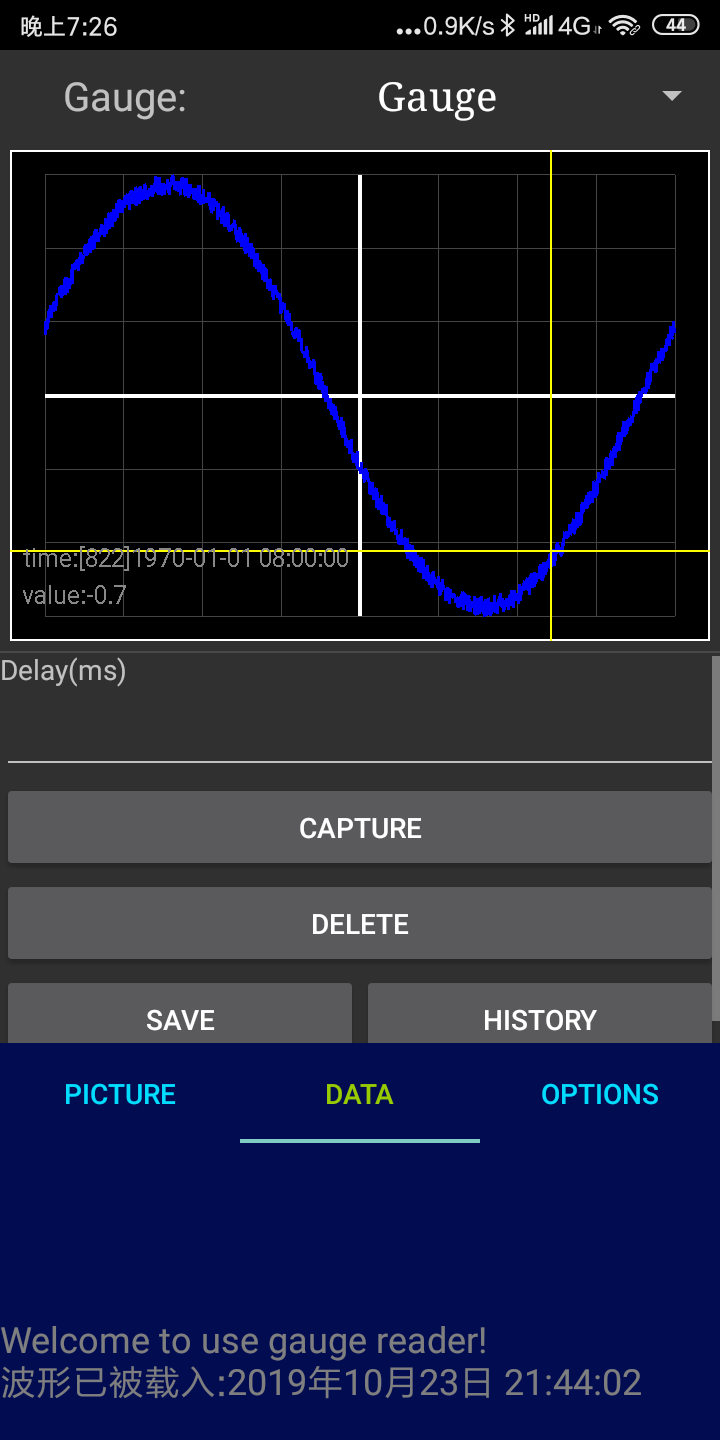 晚上7:26
...0.9K/s HD 4G 44
Gauge: Gauge
time:[822]1970-01-01 08:00:00
value:-0.7
Delay(ms)
CAPTURE
DELETE
SAVE HISTORY
PICTURE DATA OPTIONS
Welcome to use gauge reader!
波形已被载入:2019年10月23日 21:44:02